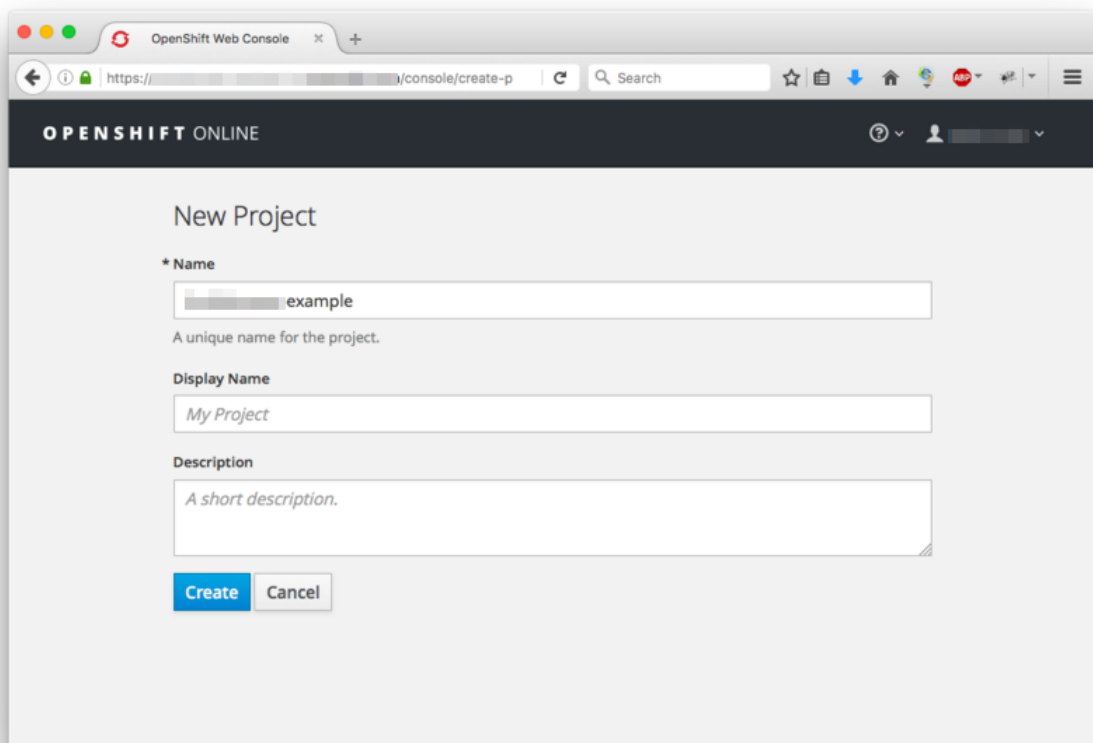 OpenShift Web Console
https:// /console/create-p
Search
ABP
OPENSHIFT ONLINE
New Project
* Name
example
A unique name for the project.
Display Name
My Project
Description
A short description.
Create Cancel